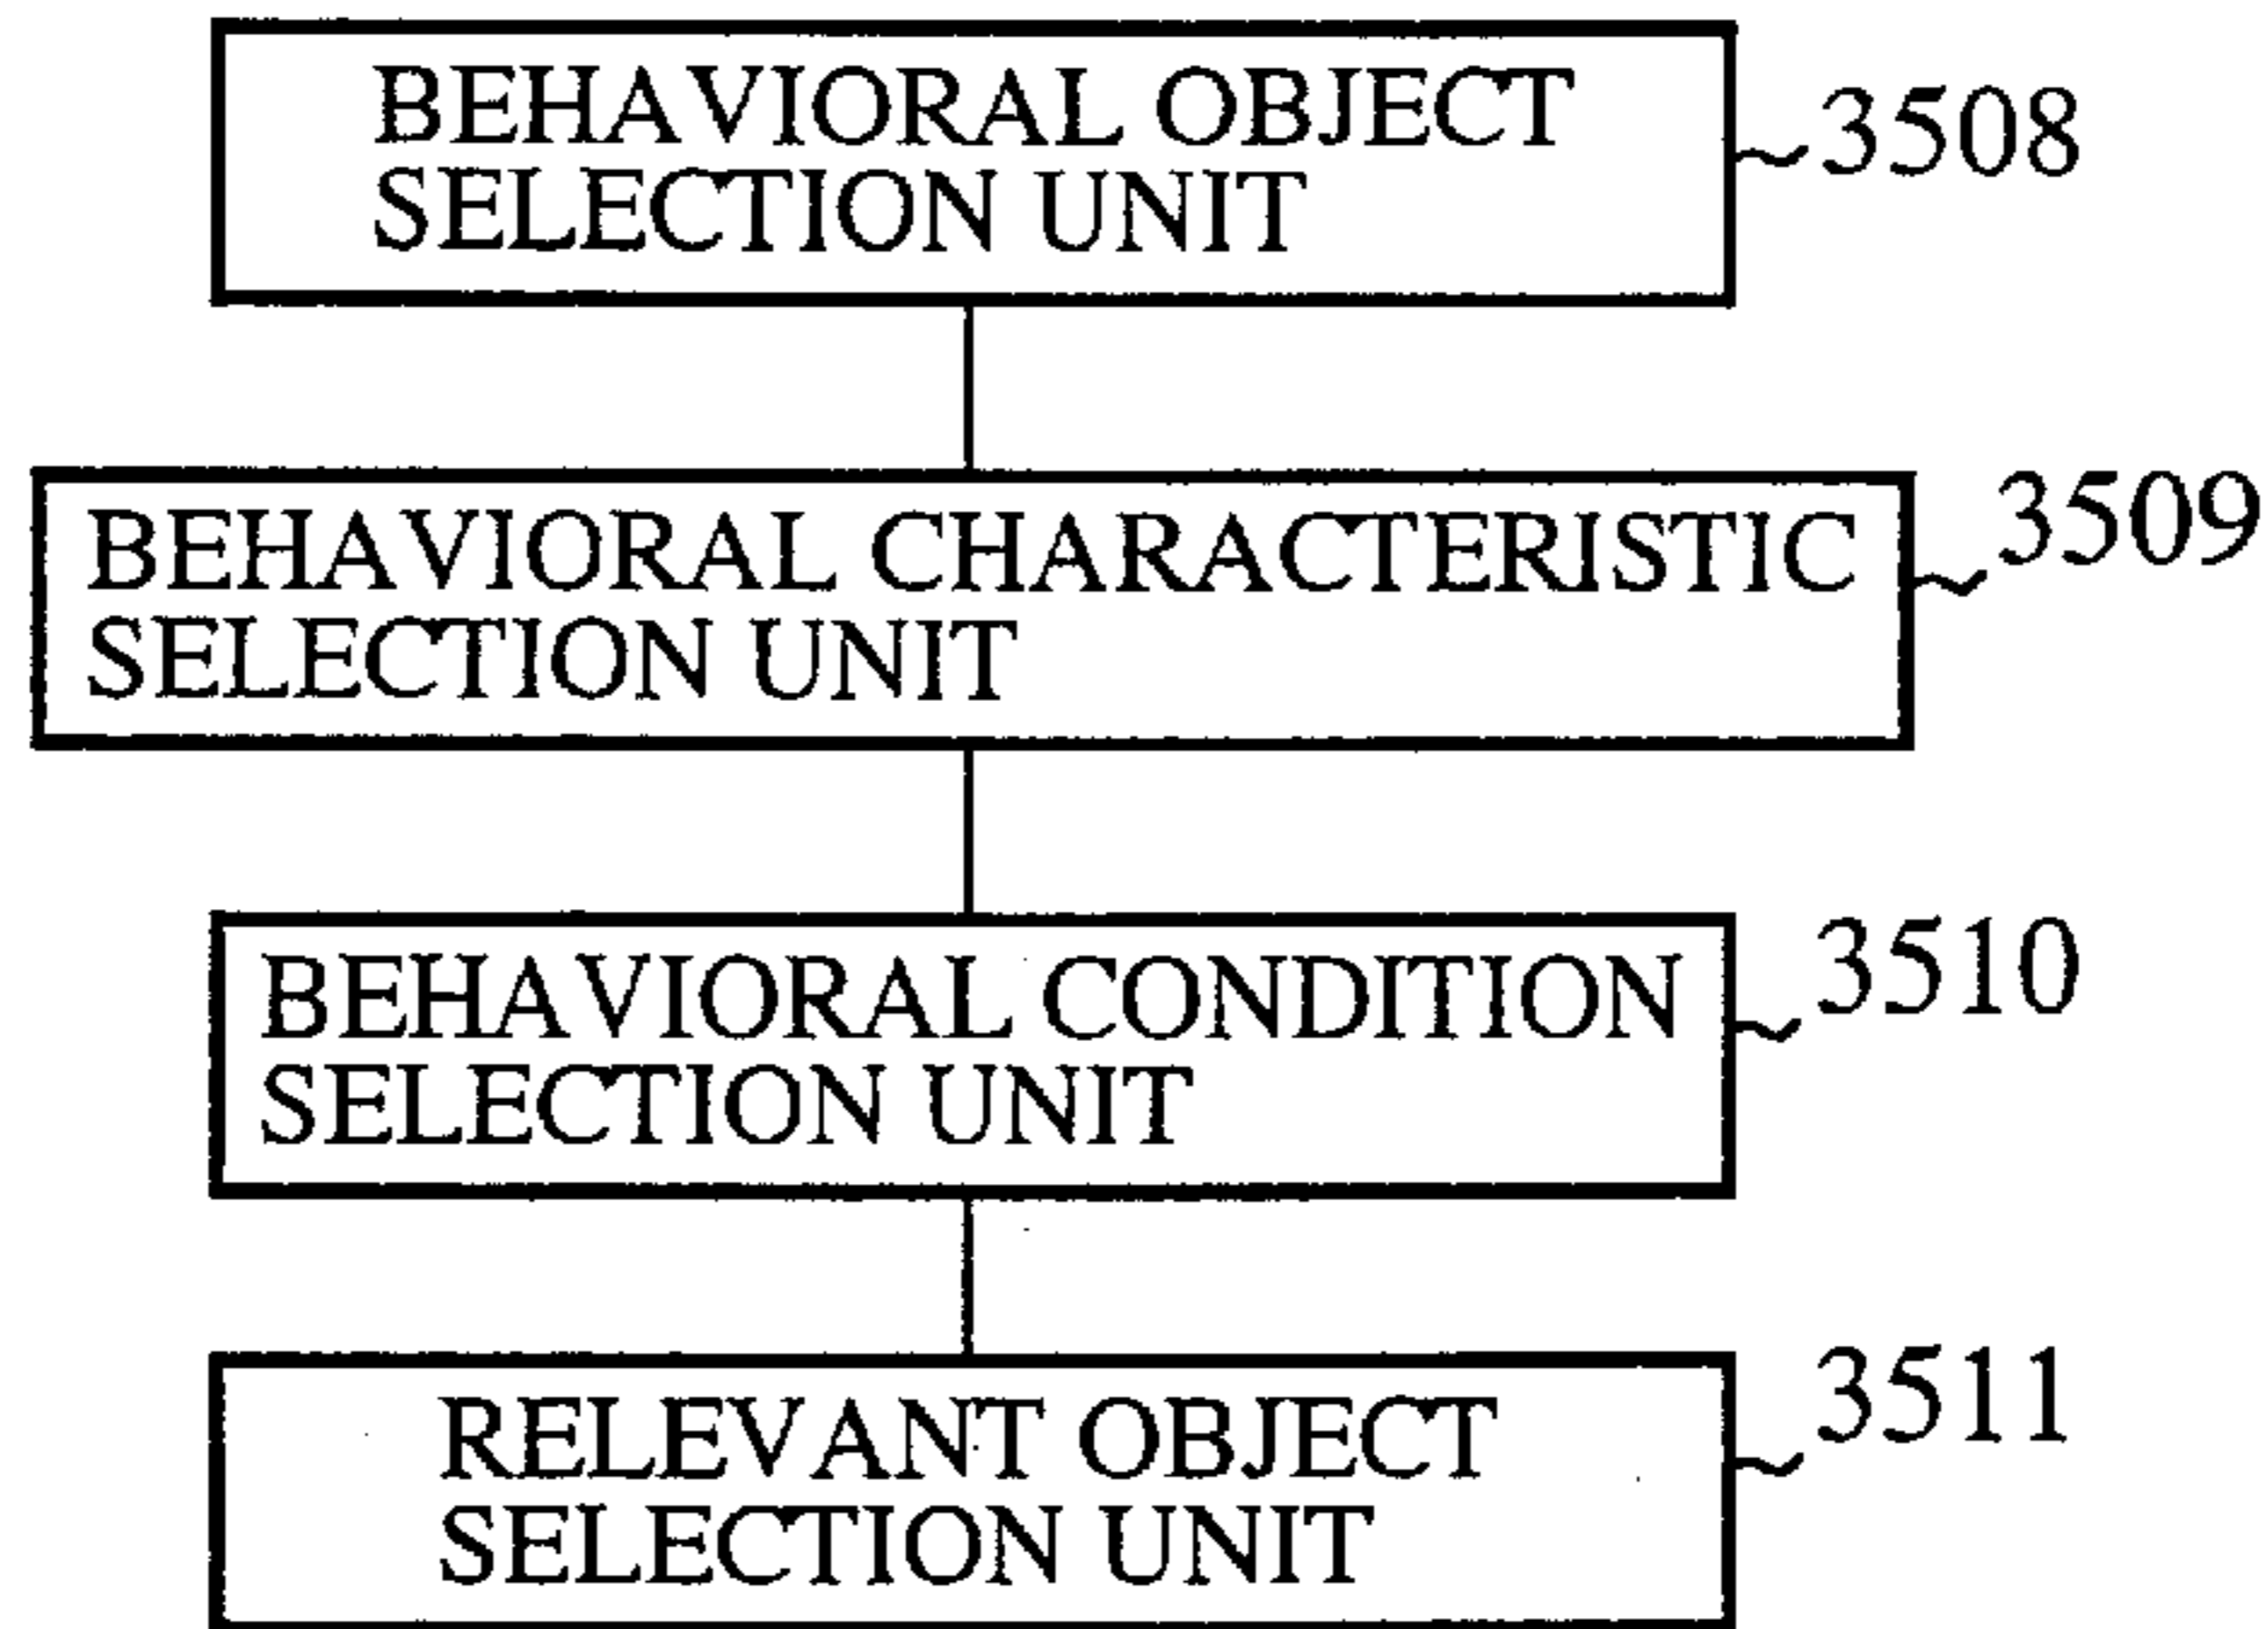 BEHAVIORAL OBJECT
SELECTION UNIT
3508
BEHAVIORAL CHARACTERISTIC
SELECTION UNIT
3509
BEHAVIORAL CONDITION
SELECTION UNIT
3510
RELEVANT OBJECT
SELECTION UNIT
3511